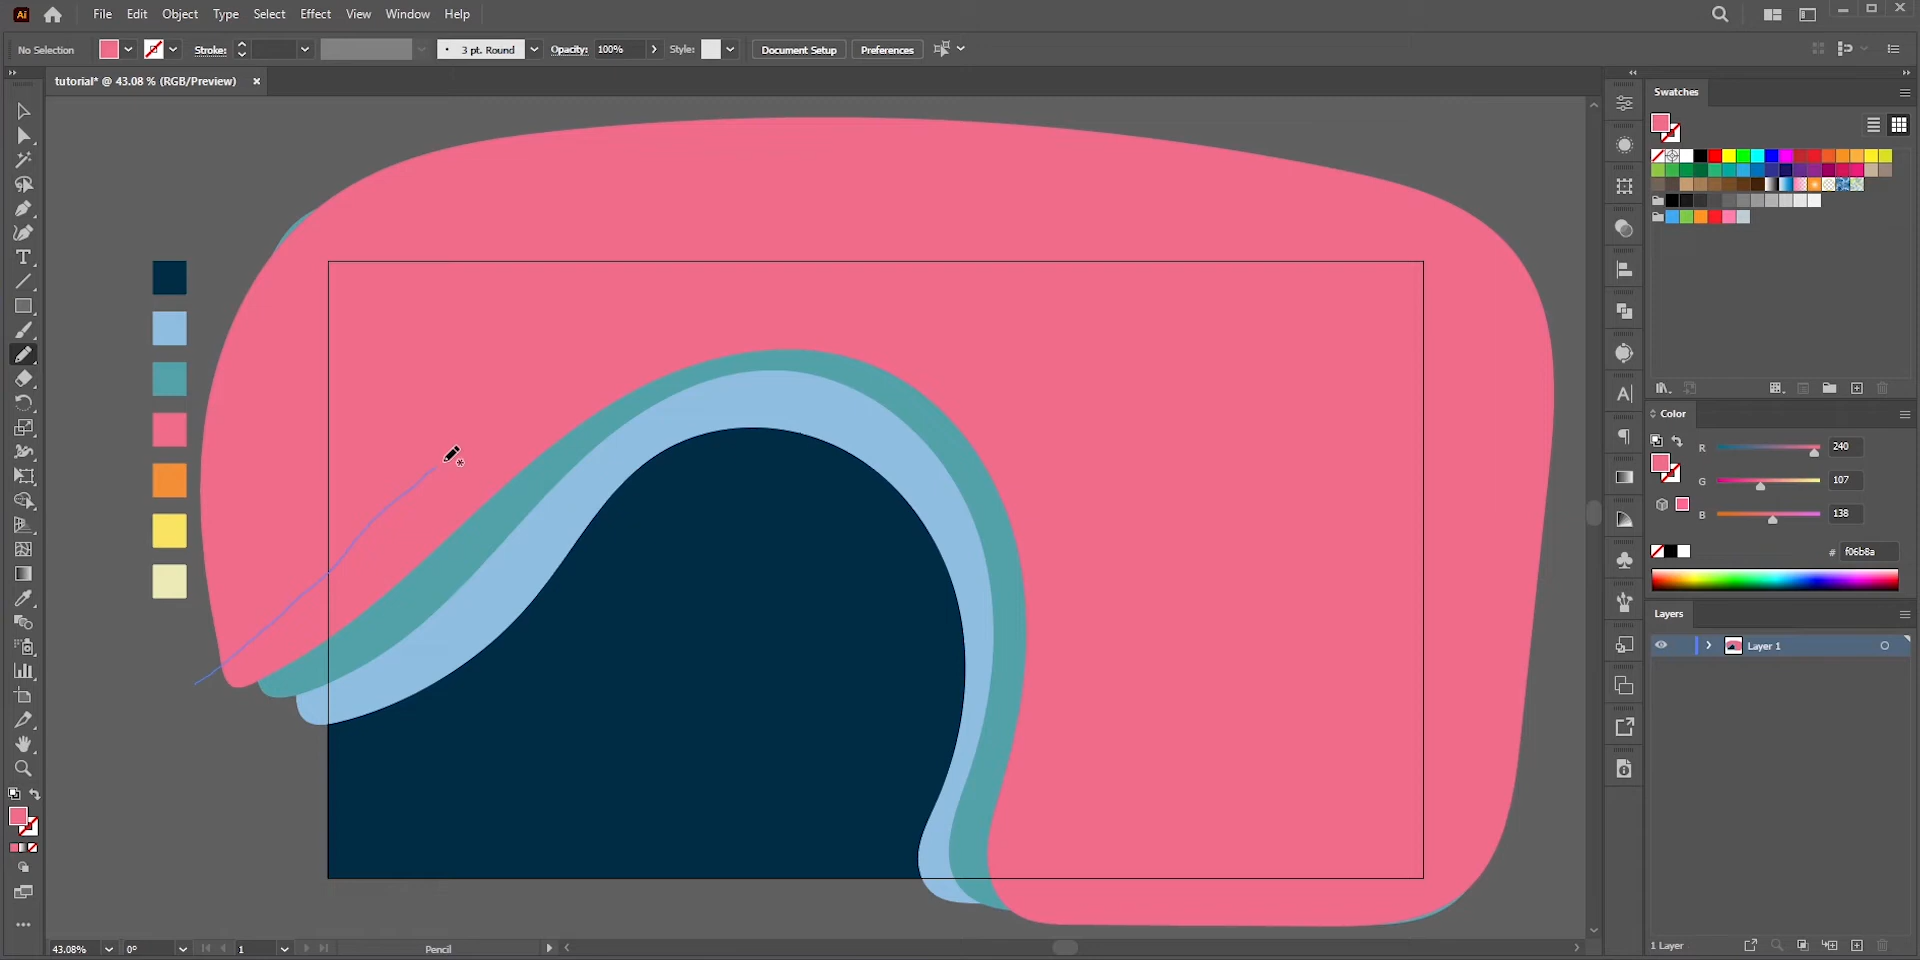 Ai File Edit Object Type Select Effect View Window Help
No Selection Stroke: 3 pt. Round Opacity: 100% Style: Document Setup Preferences
tutorial* @ 43.08 % (RGB/Preview)
Swatches
Color
R 240
G 107
B 138
# f06b8a
Layers
Layer 1
1 Layer
43.08% 0° 1 Pencil